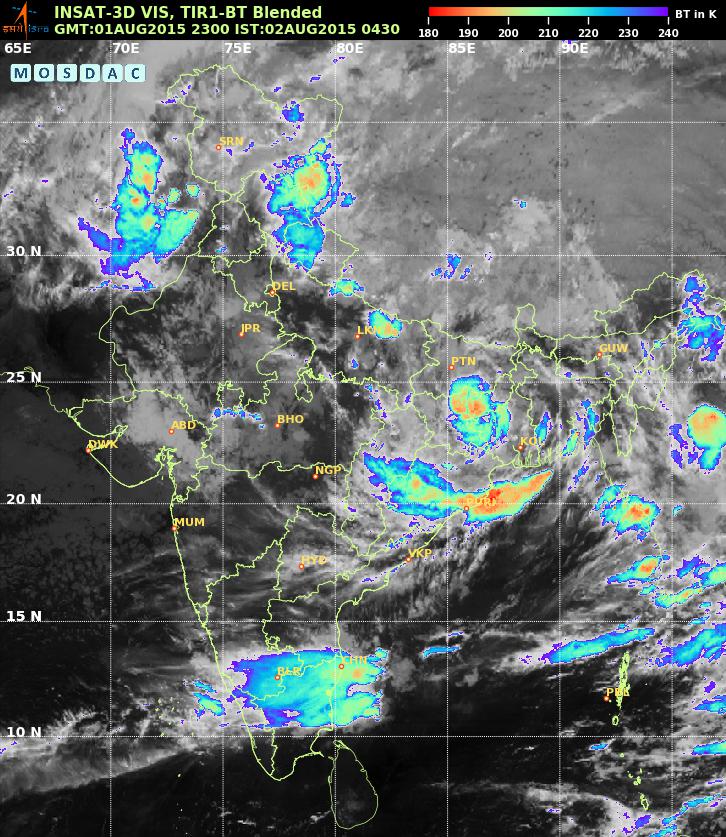 INSAT-3D VIS, TIR1-BT Blended
GMT:01AUG2015 2300 IST:02AUG2015 0430
BT in K
180 190 200 210 220 230 240
65E 70E 75E 80E 85E 90E
MOSDAC
SRN
30 N
DEL
JPR
LKN
GUW
PTN
25 N
ABD
BHO
DWK
KOL
NGP
20 N
PURI
MUM
VKP
HYD
15 N
CHN
BLR
PBL
10 N